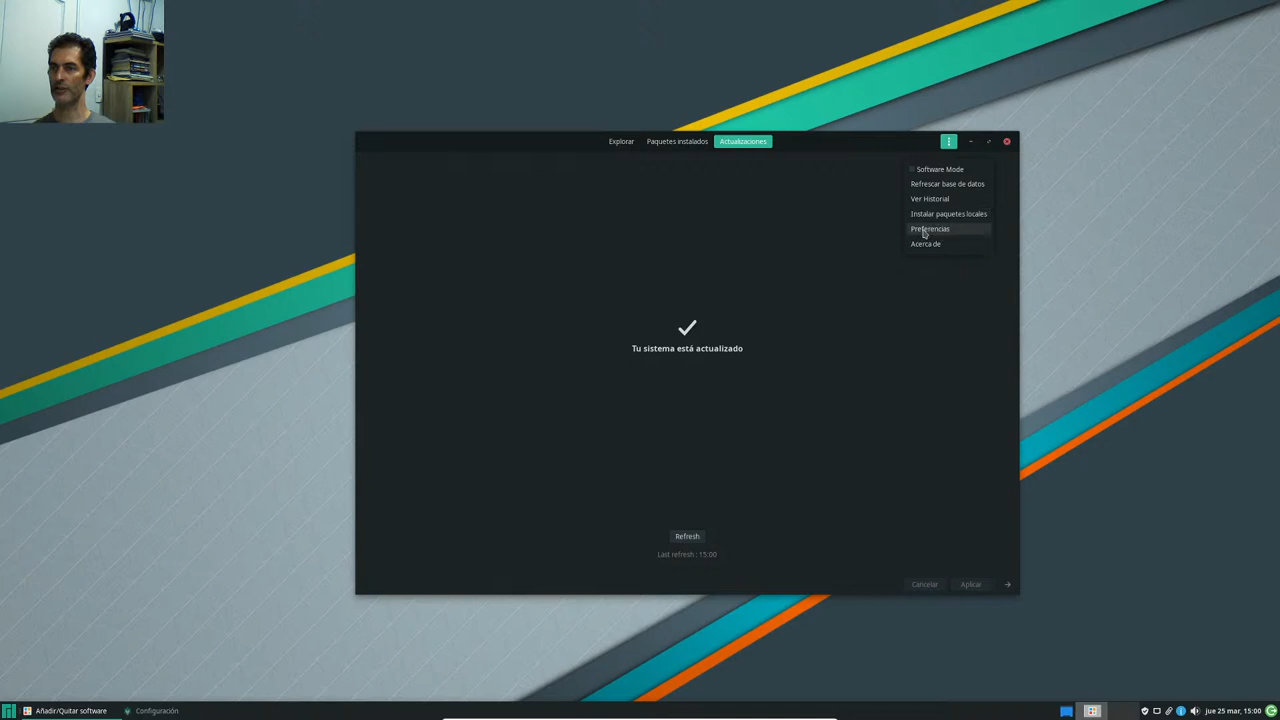 Explorar
Paquetes instalados
Actualizaciones
Software Mode
Refrescar base de datos
Ver Historial
Instalar paquetes locales
Preferencias
Acerca de
Tu sistema está actualizado
Refresh
Last refresh : 15:00
Cancelar
Aplicar
Añadir/Quitar software
Configuración
jue 25 mar, 15:00